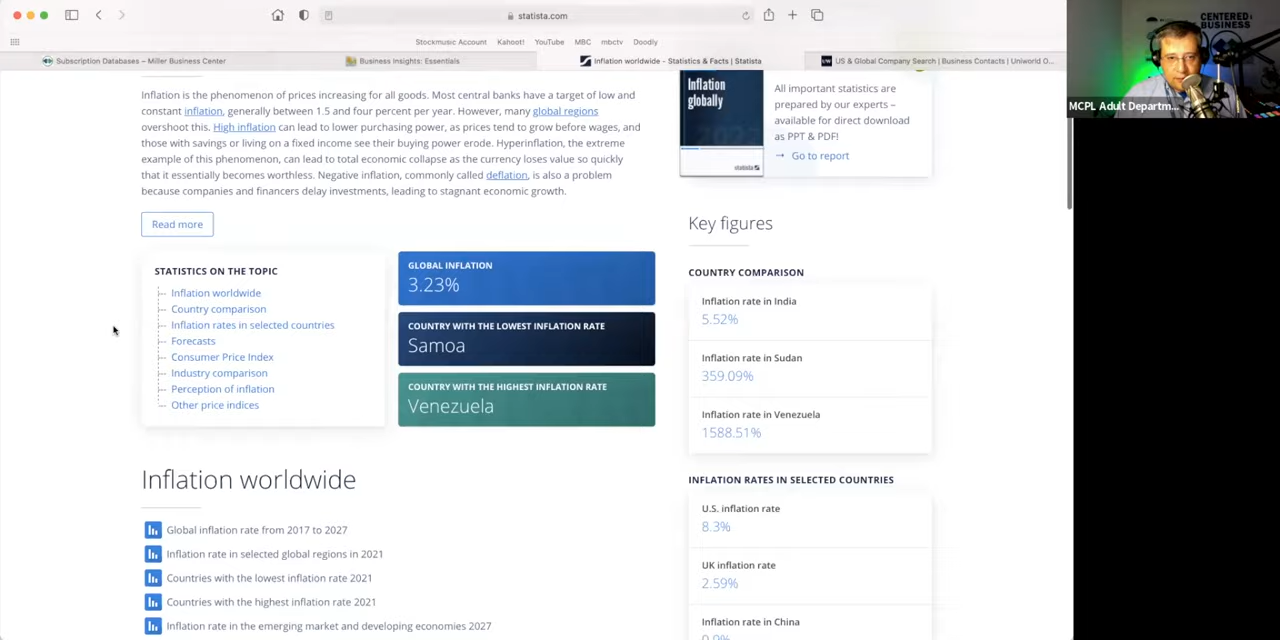 statista.com
Stockmusic Account Kahoot! YouTube MBC mbctv Doodly
Subscription Databases – Miller Business Center
Business Insights: Essentials
Inflation worldwide - Statistics & Facts | Statista
US & Global Company Search | Business Contacts | Uniworld O...
CENTERED
BUSINESS
MCPL Adult Departm...
Inflation is the phenomenon of prices increasing for all goods. Most central banks have a target of low and
constant inflation, generally between 1.5 and four percent per year. However, many global regions
overshoot this. High inflation can lead to lower purchasing power, as prices tend to grow before wages, and
those with savings or living on a fixed income see their buying power erode. Hyperinflation, the extreme
example of this phenomenon, can lead to total economic collapse as the currency loses value so quickly
that it essentially becomes worthless. Negative inflation, commonly called deflation, is also a problem
because companies and financers delay investments, leading to stagnant economic growth.
Read more
STATISTICS ON THE TOPIC
Inflation worldwide
Country comparison
Inflation rates in selected countries
Forecasts
Consumer Price Index
Industry comparison
Perception of inflation
Other price indices
GLOBAL INFLATION
3.23%
COUNTRY WITH THE LOWEST INFLATION RATE
Samoa
COUNTRY WITH THE HIGHEST INFLATION RATE
Venezuela
Inflation worldwide
Global inflation rate from 2017 to 2027
Inflation rate in selected global regions in 2021
Countries with the lowest inflation rate 2021
Countries with the highest inflation rate 2021
Inflation rate in the emerging market and developing economies 2027
Inflation
globally
statista
All important statistics are
prepared by our experts –
available for direct download
as PPT & PDF!
→ Go to report
Key figures
COUNTRY COMPARISON
Inflation rate in India
5.52%
Inflation rate in Sudan
359.09%
Inflation rate in Venezuela
1588.51%
INFLATION RATES IN SELECTED COUNTRIES
U.S. inflation rate
8.3%
UK inflation rate
2.59%
Inflation rate in China
0.9%